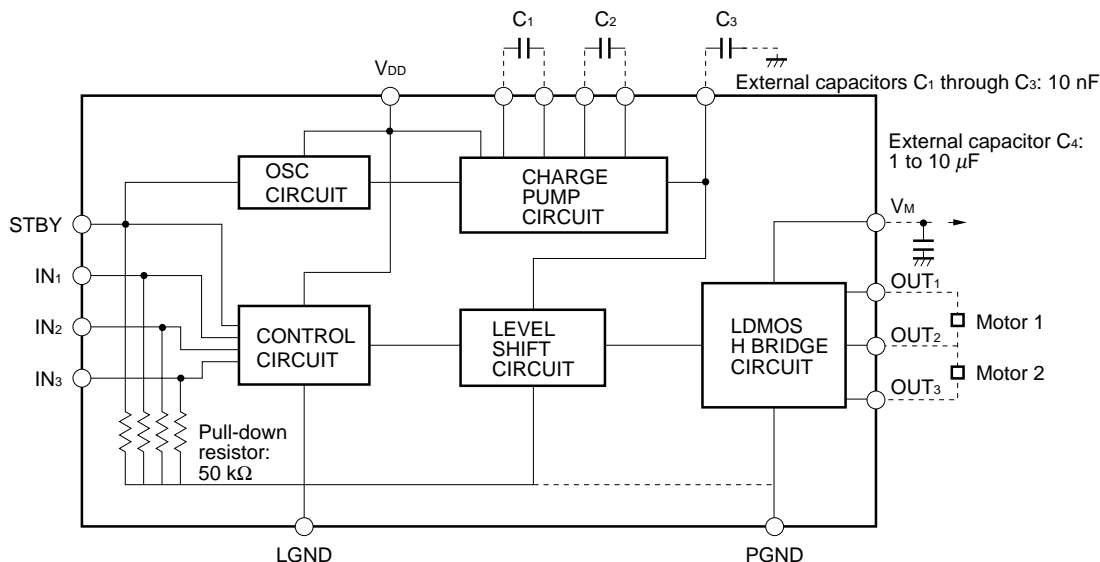 C1
C2
C3
VDD
External capacitors C1 through C3: 10 nF
External capacitor C4:
1 to 10 μF
OSC
CIRCUIT
CHARGE
PUMP
CIRCUIT
STBY
VM
IN1
OUT1
IN2
CONTROL
CIRCUIT
LEVEL
SHIFT
CIRCUIT
LDMOS
H BRIDGE
CIRCUIT
Motor 1
OUT2
IN3
Motor 2
OUT3
Pull-down
resistor:
50 kΩ
LGND
PGND